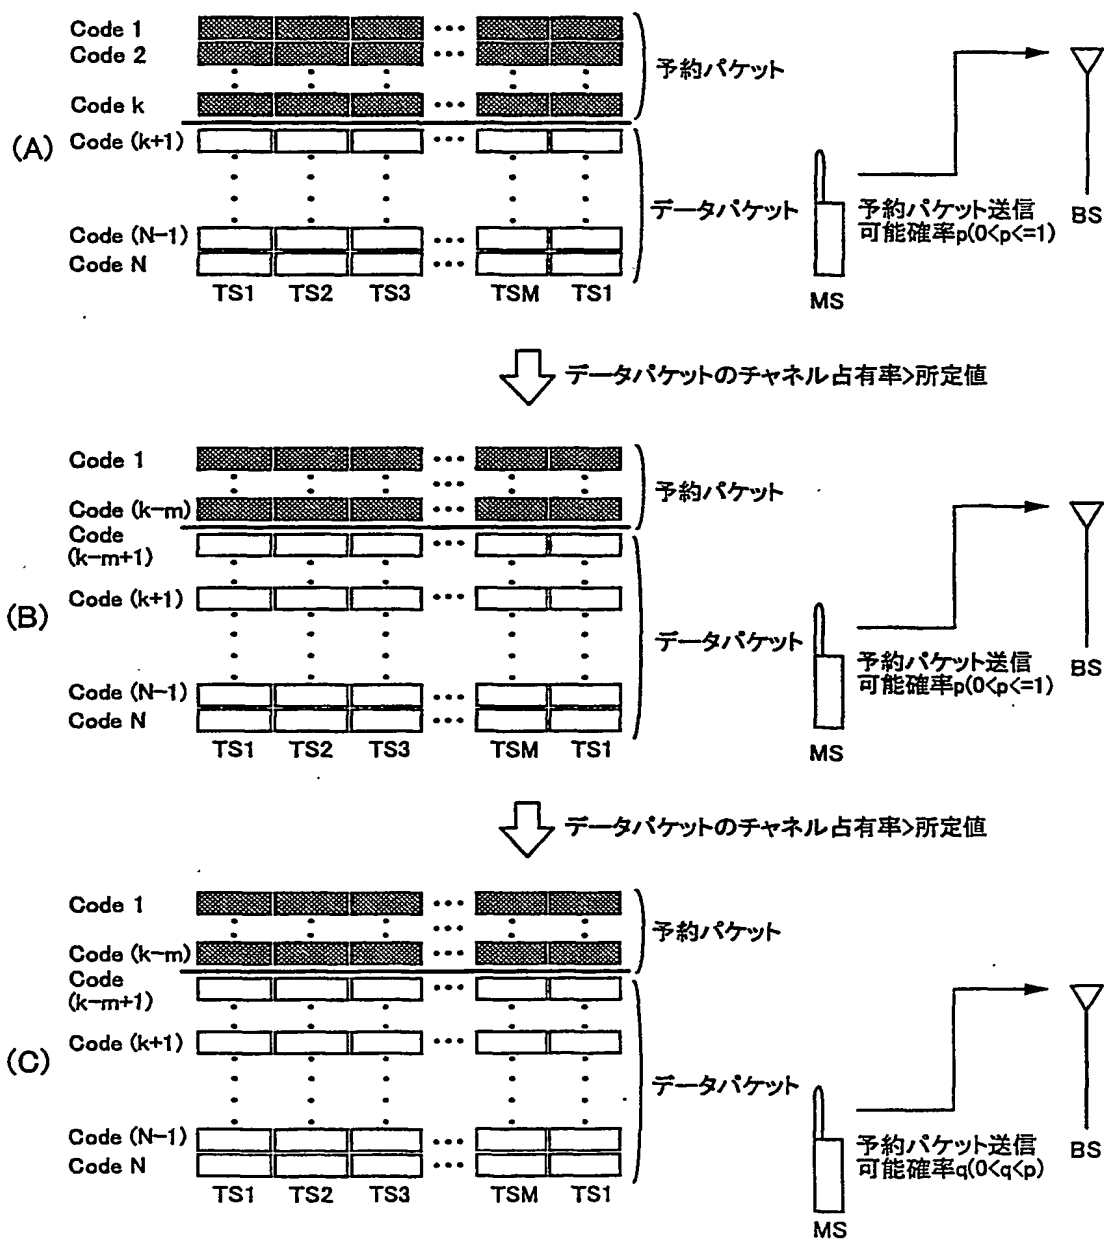 (A)
Code 1
Code 2
Code k
Code (k+1)
Code (N-1)
Code N
TS1 TS2 TS3 ••• TSM TS1
予約パケット
データパケット
予約パケット送信
可能確率p(0<p<=1)
MS
BS
データパケットのチャネル占有率>所定値
(B)
Code 1
Code (k-m)
Code
(k-m+1)
Code (k+1)
Code (N-1)
Code N
TS1 TS2 TS3 TSM TS1
予約パケット
データパケット
予約パケット送信
可能確率p(0<p<=1)
MS
BS
データパケットのチャネル占有率>所定値
(C)
Code 1
Code (k-m)
Code
(k-m+1)
Code (k+1)
Code (N-1)
Code N
TS1 TS2 TS3 TSM TS1
予約パケット
データパケット
予約パケット送信
可能確率q(0<q<p)
MS
BS